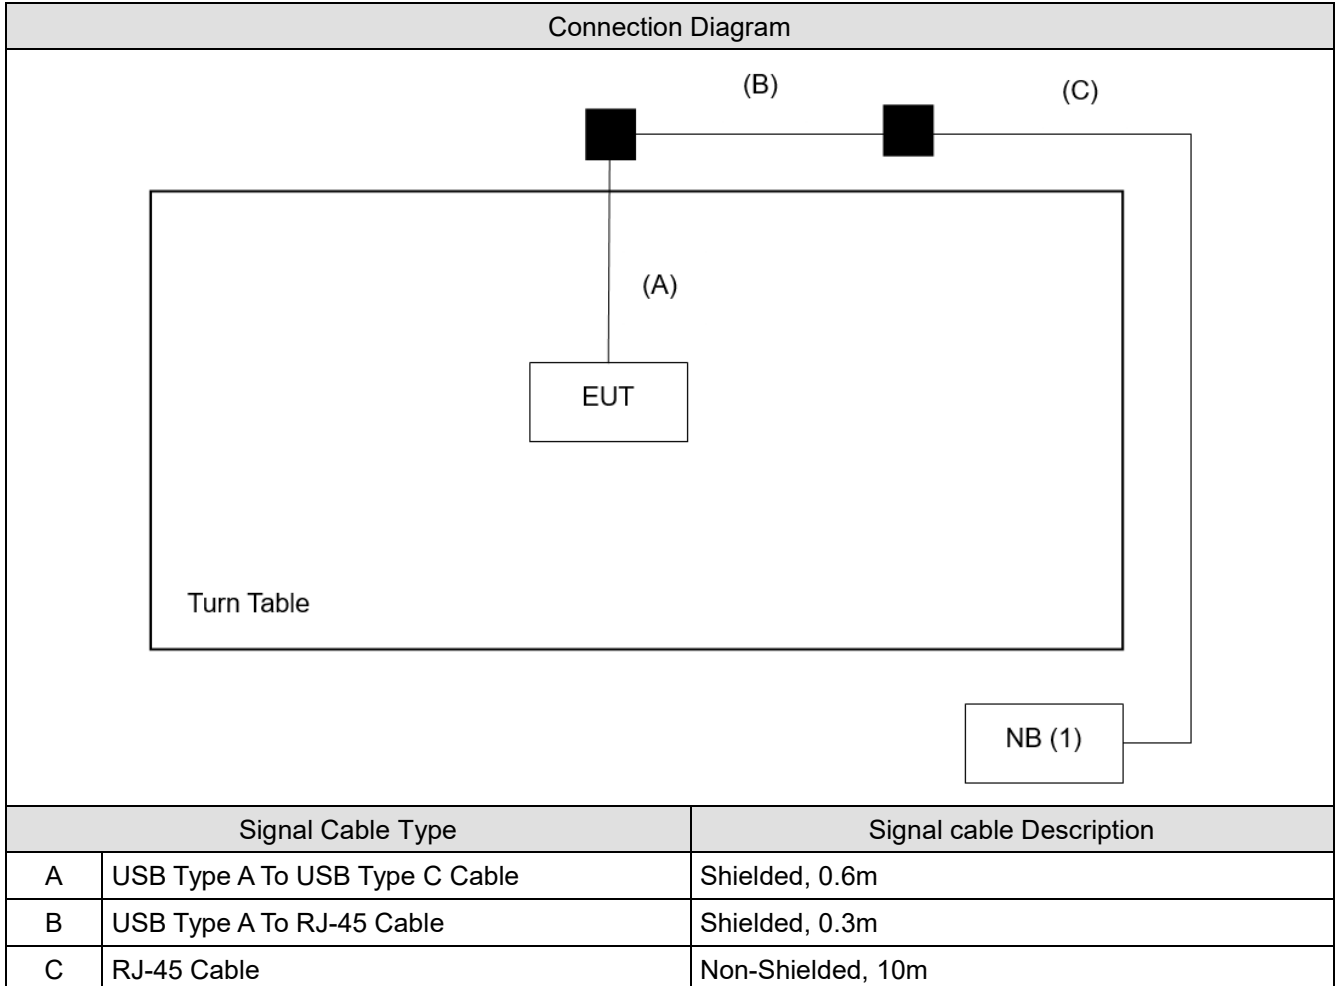 Connection Diagram
(B)
(C)
(A)
EUT
Turn Table
NB (1)
Signal Cable Type Signal cable Description
A USB Type A To USB Type C Cable Shielded, 0.6m
B USB Type A To RJ-45 Cable Shielded, 0.3m
C RJ-45 Cable Non-Shielded, 10m